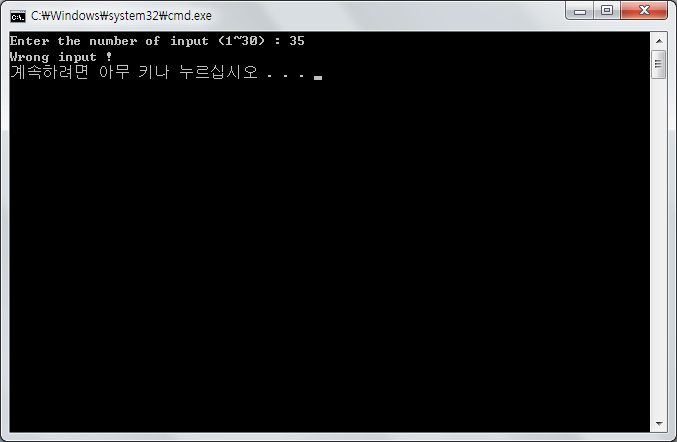 C:₩Windows₩system32₩cmd.exe
Enter the number of input (1~30) : 35
Wrong input !
계속하려면 아무 키나 누르십시오 . . .